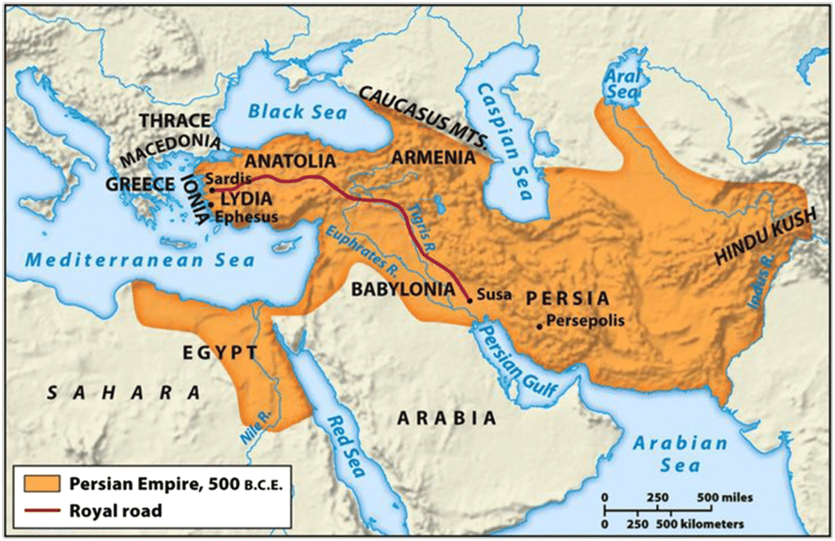 Aral
Sea
Black Sea
CAUCASUS MTS.
Caspian Sea
THRACE
MACEDONIA
ANATOLIA
ARMENIA
GREECE
Sardis
IONIA
LYDIA
Ephesus
Tigris R.
HINDU KUSH
Mediterranean Sea
Euphrates R.
Indus R.
BABYLONIA
Susa
PERSIA
Persepolis
EGYPT
Persian Gulf
SAHARA
ARABIA
Nile R.
Red Sea
Arabian
Sea
Persian Empire, 500 B.C.E.
Royal road
0 250 500 miles
0 250 500 kilometers